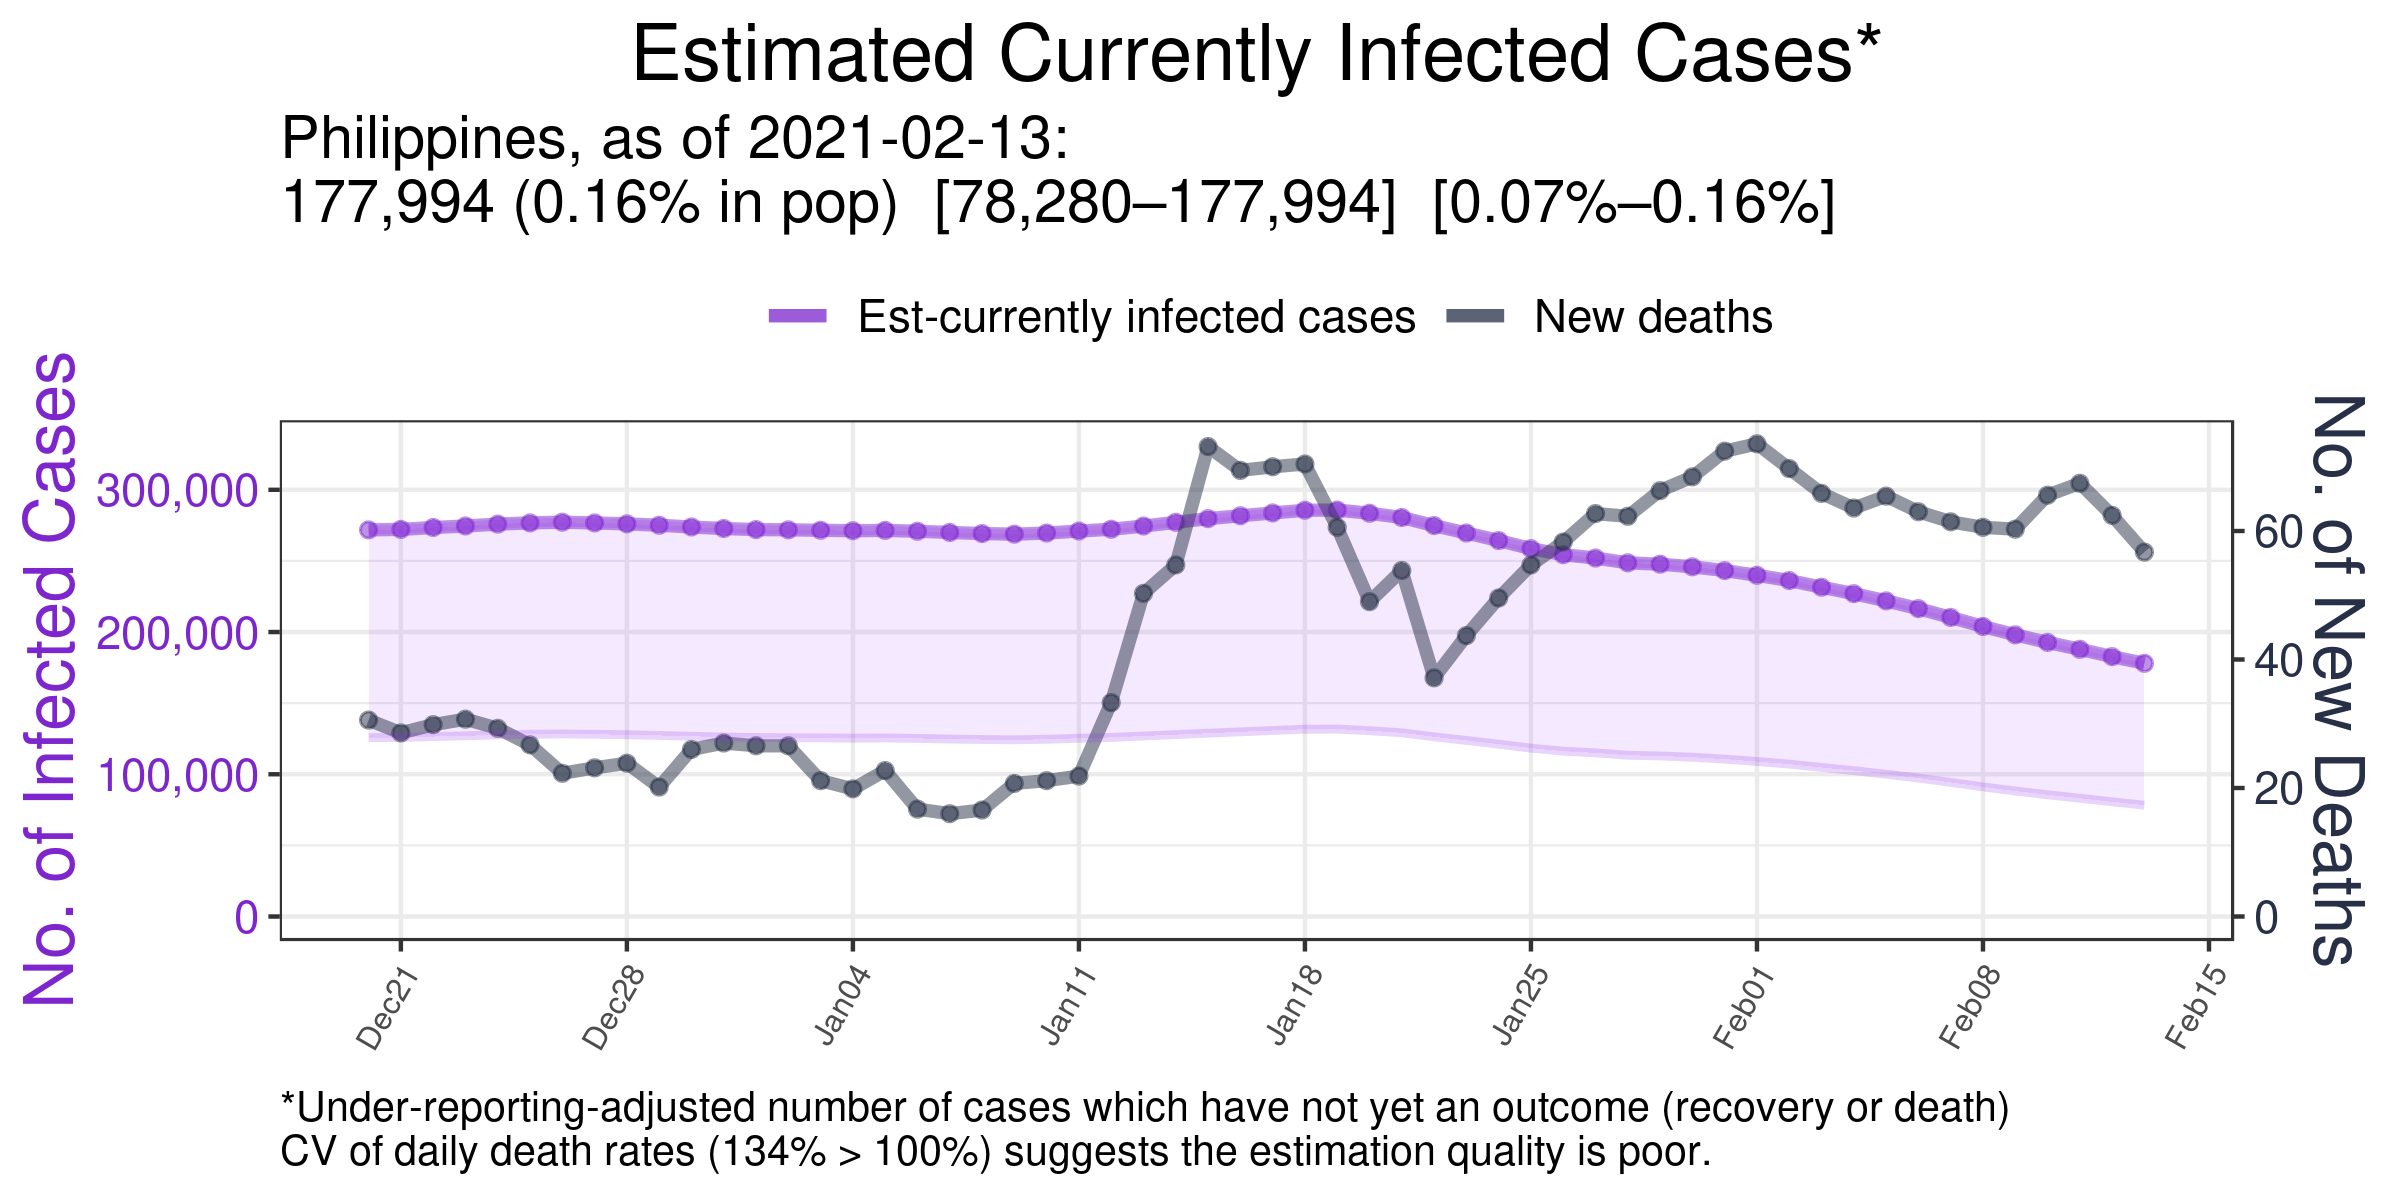 Estimated Currently Infected Cases*
Philippines, as of 2021-02-13:
177,994 (0.16% in pop) [78,280–177,994] [0.07%–0.16%]
Est-currently infected cases
New deaths
No. of Infected Cases
300,000
200,000
100,000
0
No. of New Deaths
60
40
20
0
Dec21
Dec28
Jan04
Jan11
Jan18
Jan25
Feb01
Feb08
Feb15
*Under-reporting-adjusted number of cases which have not yet an outcome (recovery or death)
CV of daily death rates (134% > 100%) suggests the estimation quality is poor.